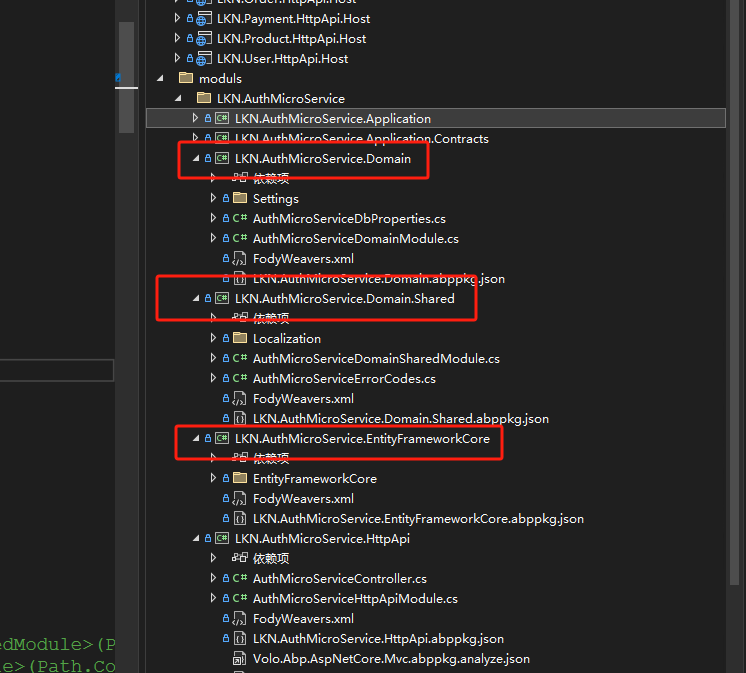 LKN.Order.HttpApi.Host
LKN.Payment.HttpApi.Host
LKN.Product.HttpApi.Host
LKN.User.HttpApi.Host
moduls
LKN.AuthMicroService
LKN.AuthMicroService.Application
LKN.AuthMicroService.Application.Contracts
LKN.AuthMicroService.Domain
依赖项
Settings
AuthMicroServiceDbProperties.cs
AuthMicroServiceDomainModule.cs
FodyWeavers.xml
LKN.AuthMicroService.Domain.abppkg.json
LKN.AuthMicroService.Domain.Shared
依赖项
Localization
AuthMicroServiceDomainSharedModule.cs
AuthMicroServiceErrorCodes.cs
FodyWeavers.xml
LKN.AuthMicroService.Domain.Shared.abppkg.json
LKN.AuthMicroService.EntityFrameworkCore
依赖项
EntityFrameworkCore
FodyWeavers.xml
LKN.AuthMicroService.EntityFrameworkCore.abppkg.json
LKN.AuthMicroService.HttpApi
依赖项
AuthMicroServiceController.cs
AuthMicroServiceHttpApiModule.cs
FodyWeavers.xml
LKN.AuthMicroService.HttpApi.abppkg.json
edModule>(P
Volo.Abp.AspNetCore.Mvc.abppkg.analyze.json
e>(Path.Co